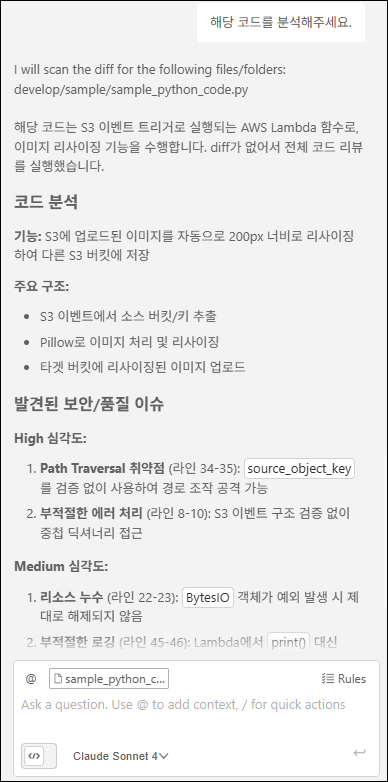 해당 코드를 분석해주세요.
I will scan the diff for the following files/folders:
develop/sample/sample_python_code.py
해당 코드는 S3 이벤트 트리거로 실행되는 AWS Lambda 함수로,
이미지 리사이징 기능을 수행합니다. diff가 없어서 전체 코드 리뷰
를 실행했습니다.
코드 분석
기능: S3에 업로드된 이미지를 자동으로 200px 너비로 리사이징
하여 다른 S3 버킷에 저장
주요 구조:
• S3 이벤트에서 소스 버킷/키 추출
• Pillow로 이미지 처리 및 리사이징
• 타겟 버킷에 리사이징된 이미지 업로드
발견된 보안/품질 이슈
High 심각도:
1. Path Traversal 취약점 (라인 34-35): source_object_key
를 검증 없이 사용하여 경로 조작 공격 가능
2. 부적절한 에러 처리 (라인 8-10): S3 이벤트 구조 검증 없이
중첩 딕셔너리 접근
Medium 심각도:
1. 리소스 누수 (라인 22-23): BytesIO 객체가 예외 발생 시 제
대로 해제되지 않음
2. 부적절한 로깅 (라인 45-46): Lambda에서 print() 대신
@ sample_python_c... Rules
Ask a question. Use @ to add context, / for quick actions
</> Claude Sonnet 4